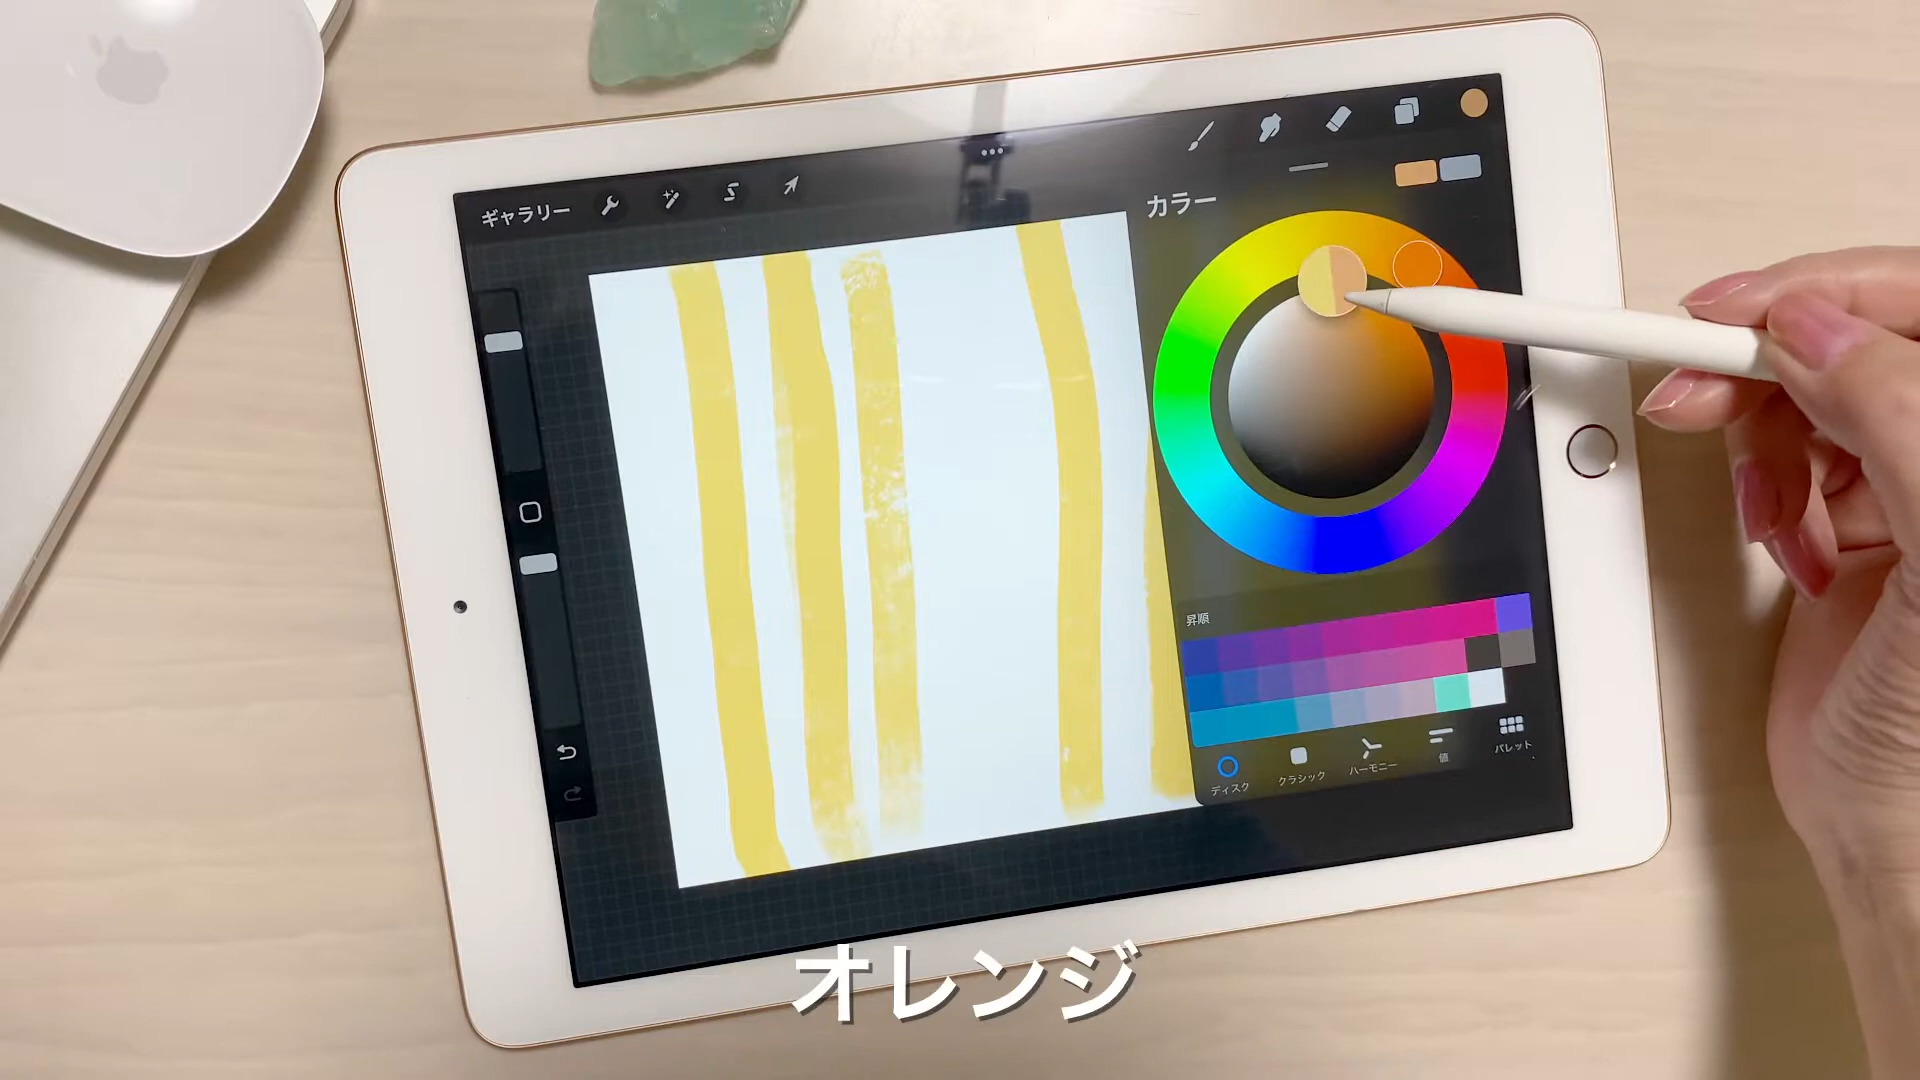 ギャラリー
カラー
昇順
ディスク
クラシック
ハーモニー
値
パレット
オレンジ